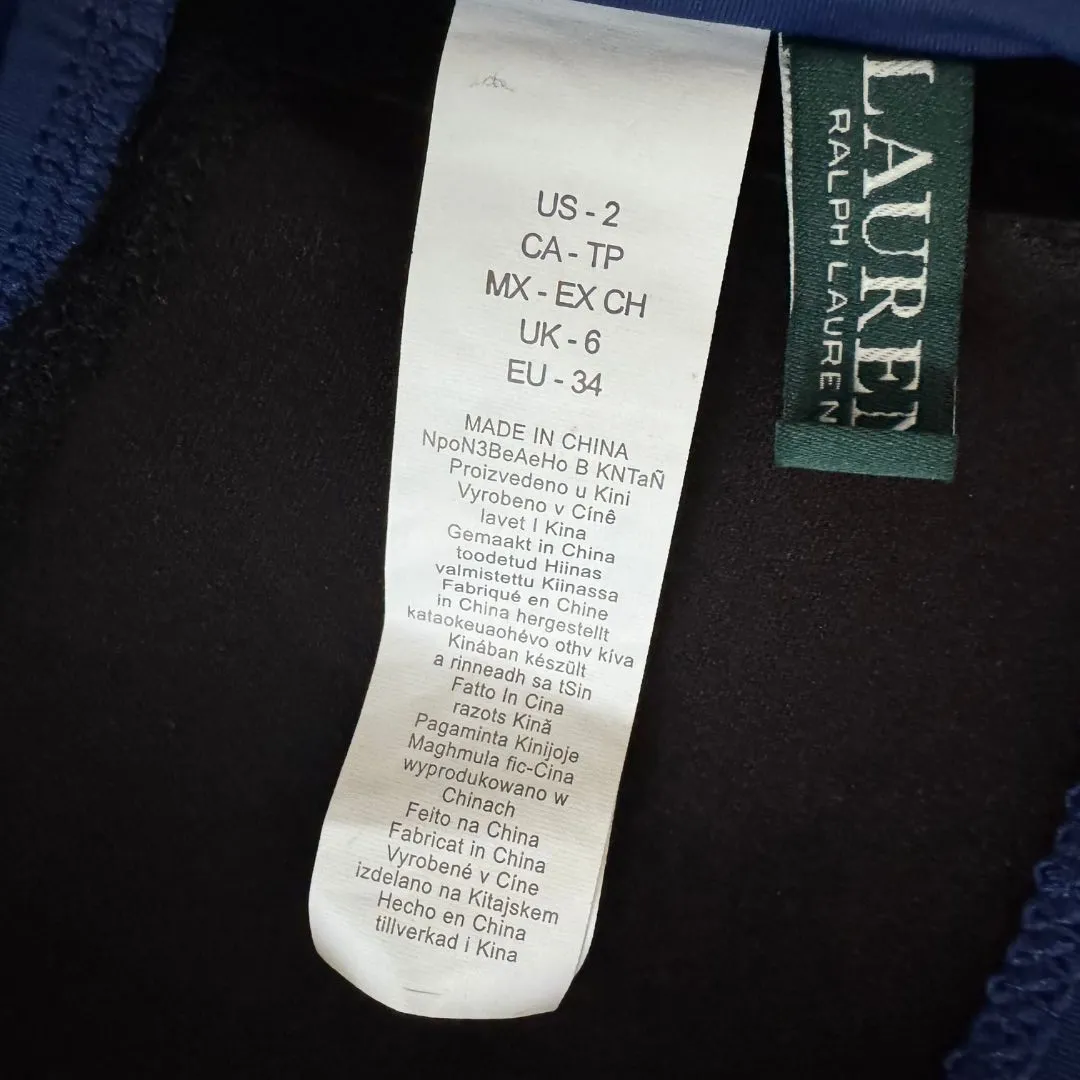 US - 2
CA - TP
MX - EX CH
UK - 6
EU - 34
MADE IN CHINA
NpoN3BeAeHo B KNTaÑ
Proizvedeno u Kini
Vyrobeno v Cínê
lavet I Kina
Gemaakt in China
toodetud Hiinas
valmistettu Kiinassa
Fabriqué en Chine
in China hergestellt
kataokeuaohévo othv kíva
Kínában készült
a rinneadh sa tSin
Fatto In Cina
razots Kină
Pagaminta Kinijoje
Maghmula fic-Cina
wyprodukowano w
Chinach
Feito na China
Fabricat in China
Vyrobené v Cíne
izdelano na Kitajskem
Hecho en China
tillverkad i Kina
LAUREN
RALPH LAUREN